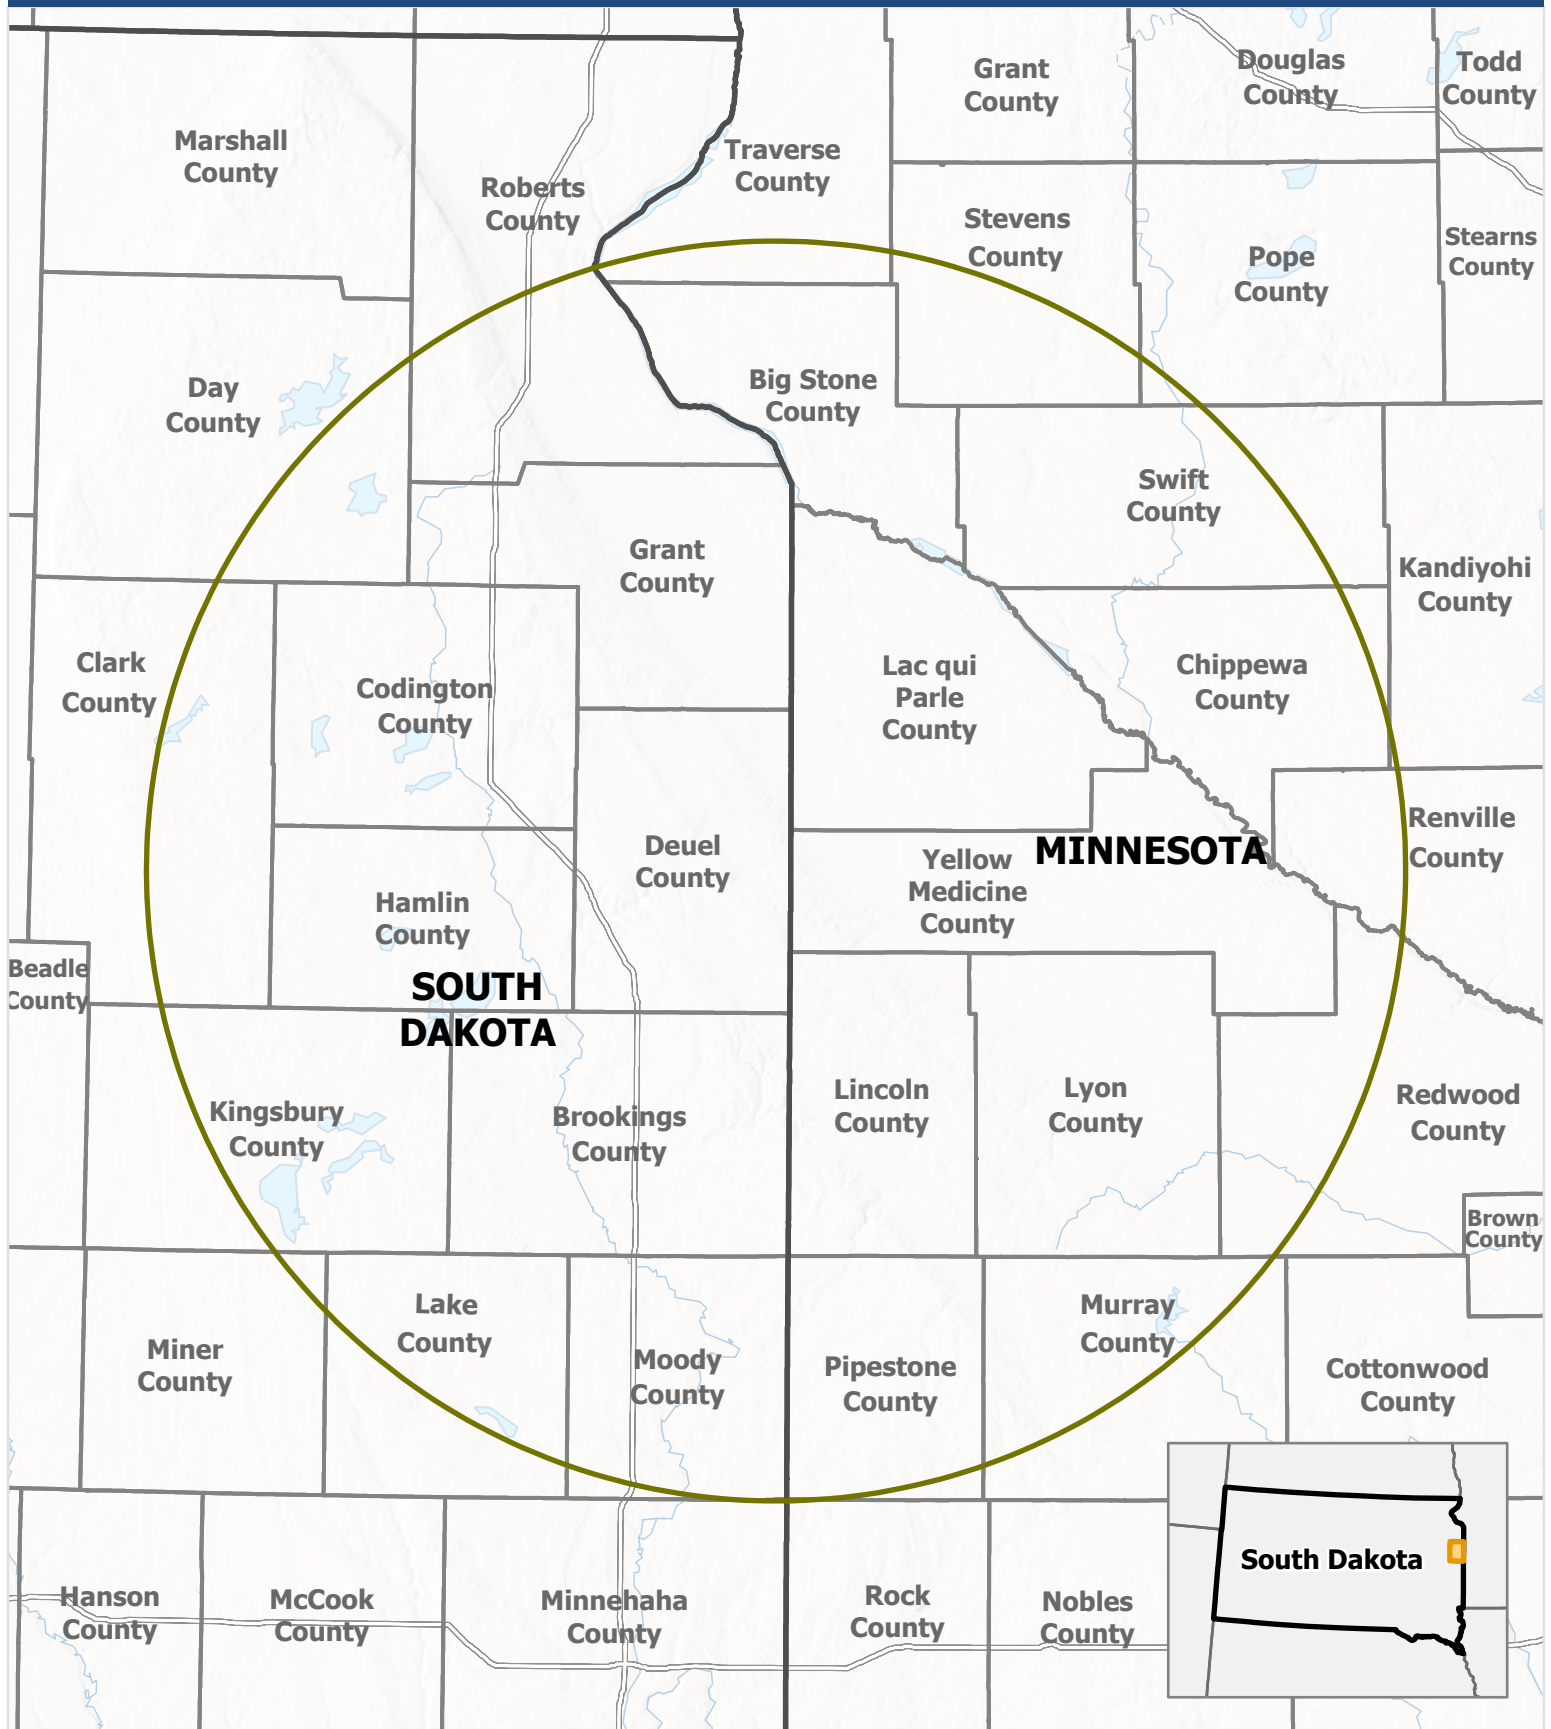 Grant
County
Douglas
County
Todd
County
Marshall
County
Traverse
County
Roberts
County
Stevens
County
Pope
County
Stearns
County
Day
County
Big Stone
County
Swift
County
Grant
County
Kandiyohi
County
Clark
County
Codington
County
Lac qui
Parle
County
Chippewa
County
Renville
County
Deuel
County
MINNESOTA
Yellow
Medicine
County
Hamlin
County
Beadle
County
SOUTH
DAKOTA
Kingsbury
County
Brookings
County
Lincoln
County
Lyon
County
Redwood
County
Brown
County
Lake
County
Miner
County
Moody
County
Pipestone
County
Murray
County
Cottonwood
County
South Dakota
Hanson
County
McCook
County
Minnehaha
County
Rock
County
Nobles
County